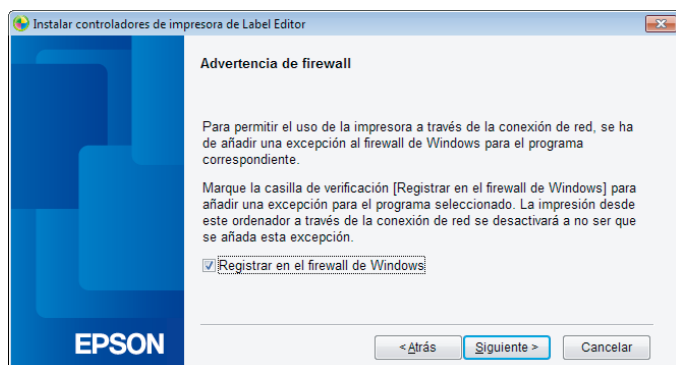 Instalar controladores de impresora de Label Editor
Advertencia de firewall
Para permitir el uso de la impresora a través de la conexión de red, se ha
de añadir una excepción al firewall de Windows para el programa
correspondiente.
Marque la casilla de verificación [Registrar en el firewall de Windows] para
añadir una excepción para el programa seleccionado. La impresión desde
este ordenador a través de la conexión de red se desactivará a no ser que
se añada esta excepción.
Registrar en el firewall de Windows
EPSON
< Atrás
Siguiente >
Cancelar